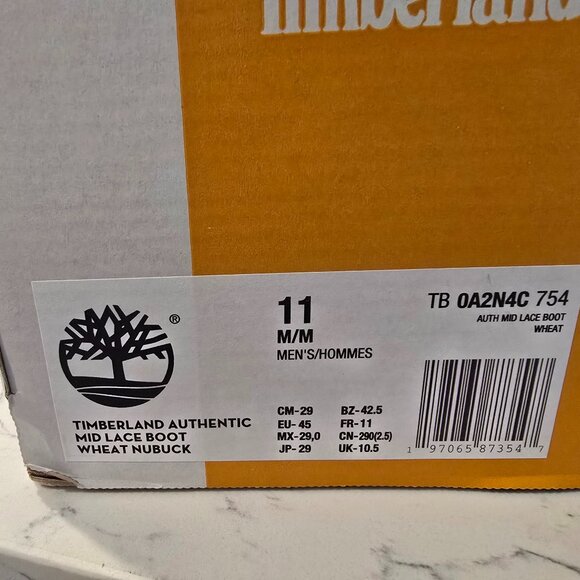 Timberland
11
M/M
MEN'S/HOMMES
TB 0A2N4C 754
AUTH MID LACE BOOT
WHEAT
®
TIMBERLAND AUTHENTIC
MID LACE BOOT
WHEAT NUBUCK
CM-29 BZ-42.5
EU- 45 FR-11
MX-29,0 CN-290(2.5)
JP-29 UK-10.5
1 97065 87354 7